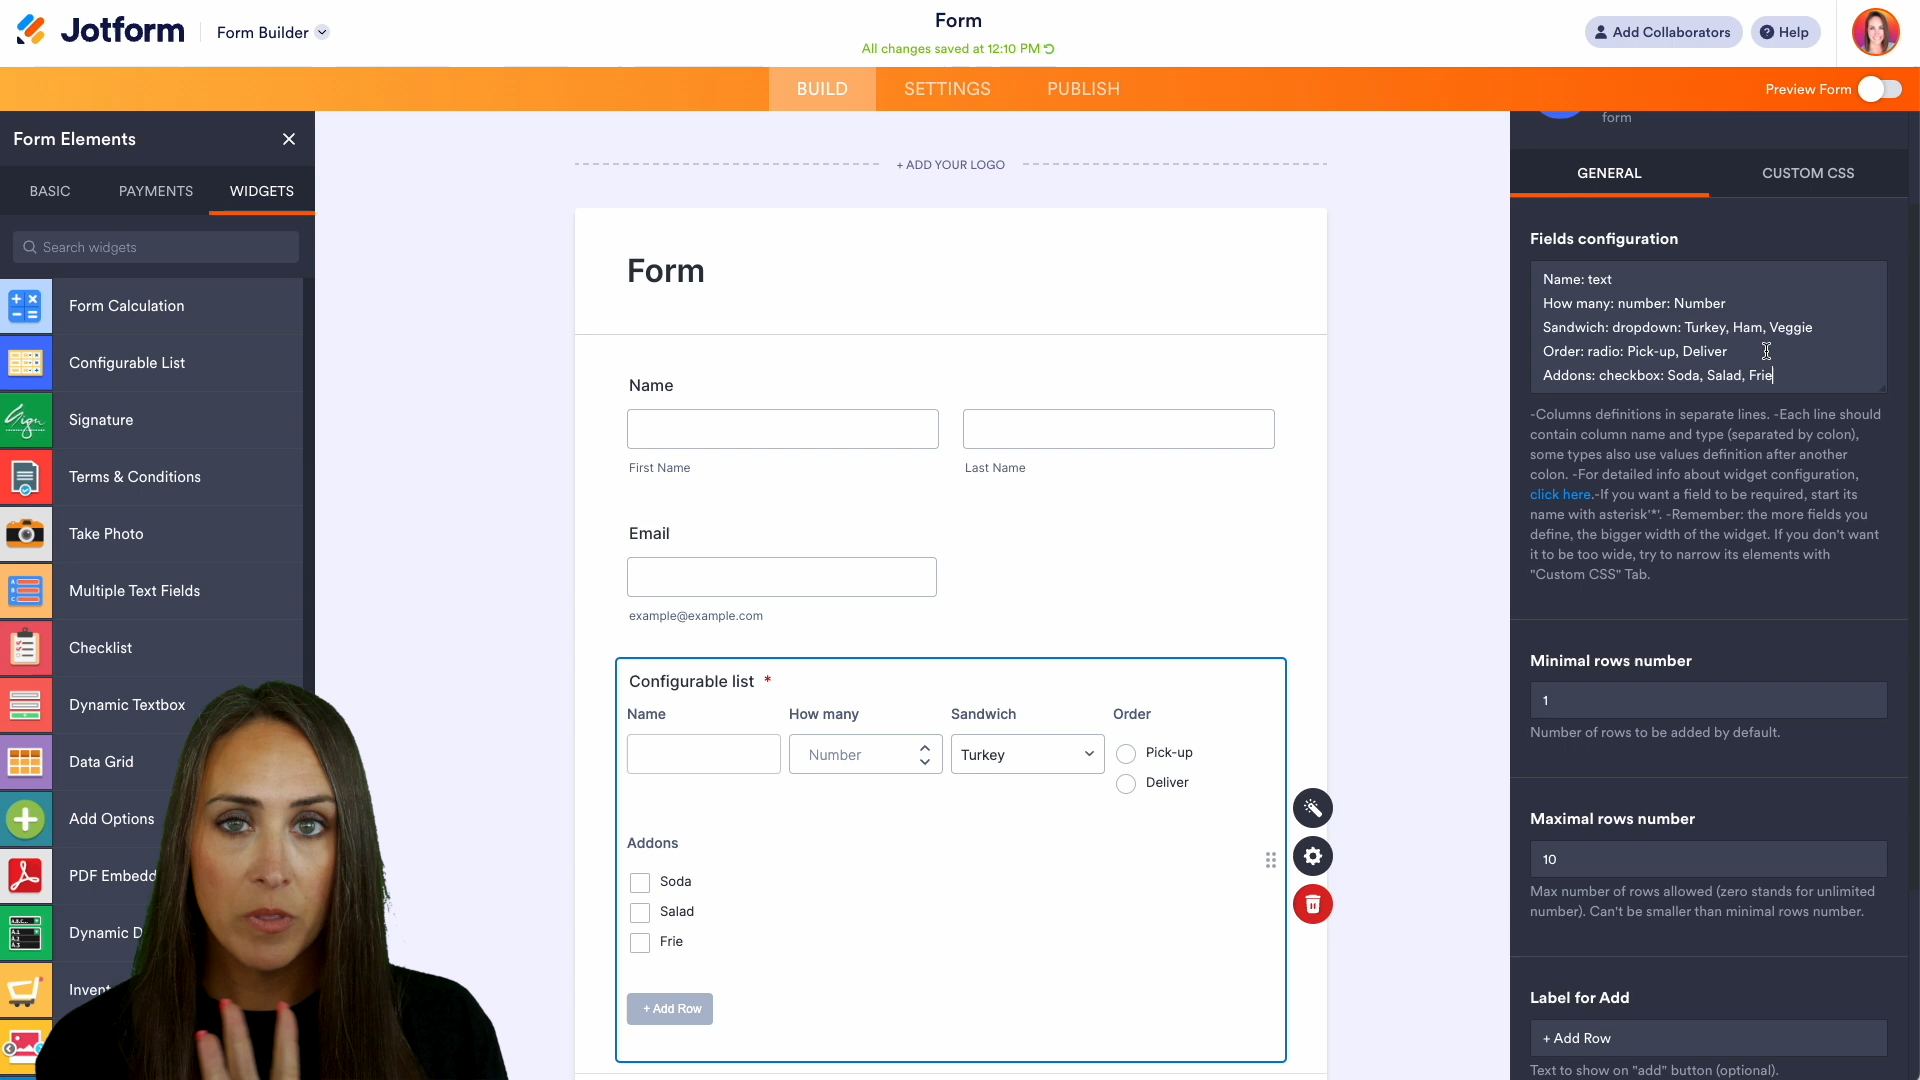 Jotform
Form Builder
Form
All changes saved at 12:10 PM
Add Collaborators
Help
BUILD
SETTINGS
PUBLISH
Preview Form
Form Elements
BASIC
PAYMENTS
WIDGETS
Search widgets
Form Calculation
Configurable List
Signature
Terms & Conditions
Take Photo
Multiple Text Fields
Checklist
Dynamic Textbox
Data Grid
Add Options
PDF Embedd
Dynamic D
Invent
+ ADD YOUR LOGO
Form
Name
First Name
Last Name
Email
example@example.com
Configurable list *
Name
How many
Sandwich
Order
Number
Turkey
Pick-up
Deliver
Addons
Soda
Salad
Frie
+ Add Row
form
GENERAL
CUSTOM CSS
Fields configuration
Name: text
How many: number: Number
Sandwich: dropdown: Turkey, Ham, Veggie
Order: radio: Pick-up, Deliver
Addons: checkbox: Soda, Salad, Frie
-Columns definitions in separate lines. -Each line should
contain column name and type (separated by colon),
some types also use values definition after another
colon. -For detailed info about widget configuration,
click here.-If you want a field to be required, start its
name with asterisk'*'. -Remember: the more fields you
define, the bigger width of the widget. If you don't want
it to be too wide, try to narrow its elements with
"Custom CSS" Tab.
Minimal rows number
1
Number of rows to be added by default.
Maximal rows number
10
Max number of rows allowed (zero stands for unlimited
number). Can't be smaller than minimal rows number.
Label for Add
+ Add Row
Text to show on "add" button (optional).